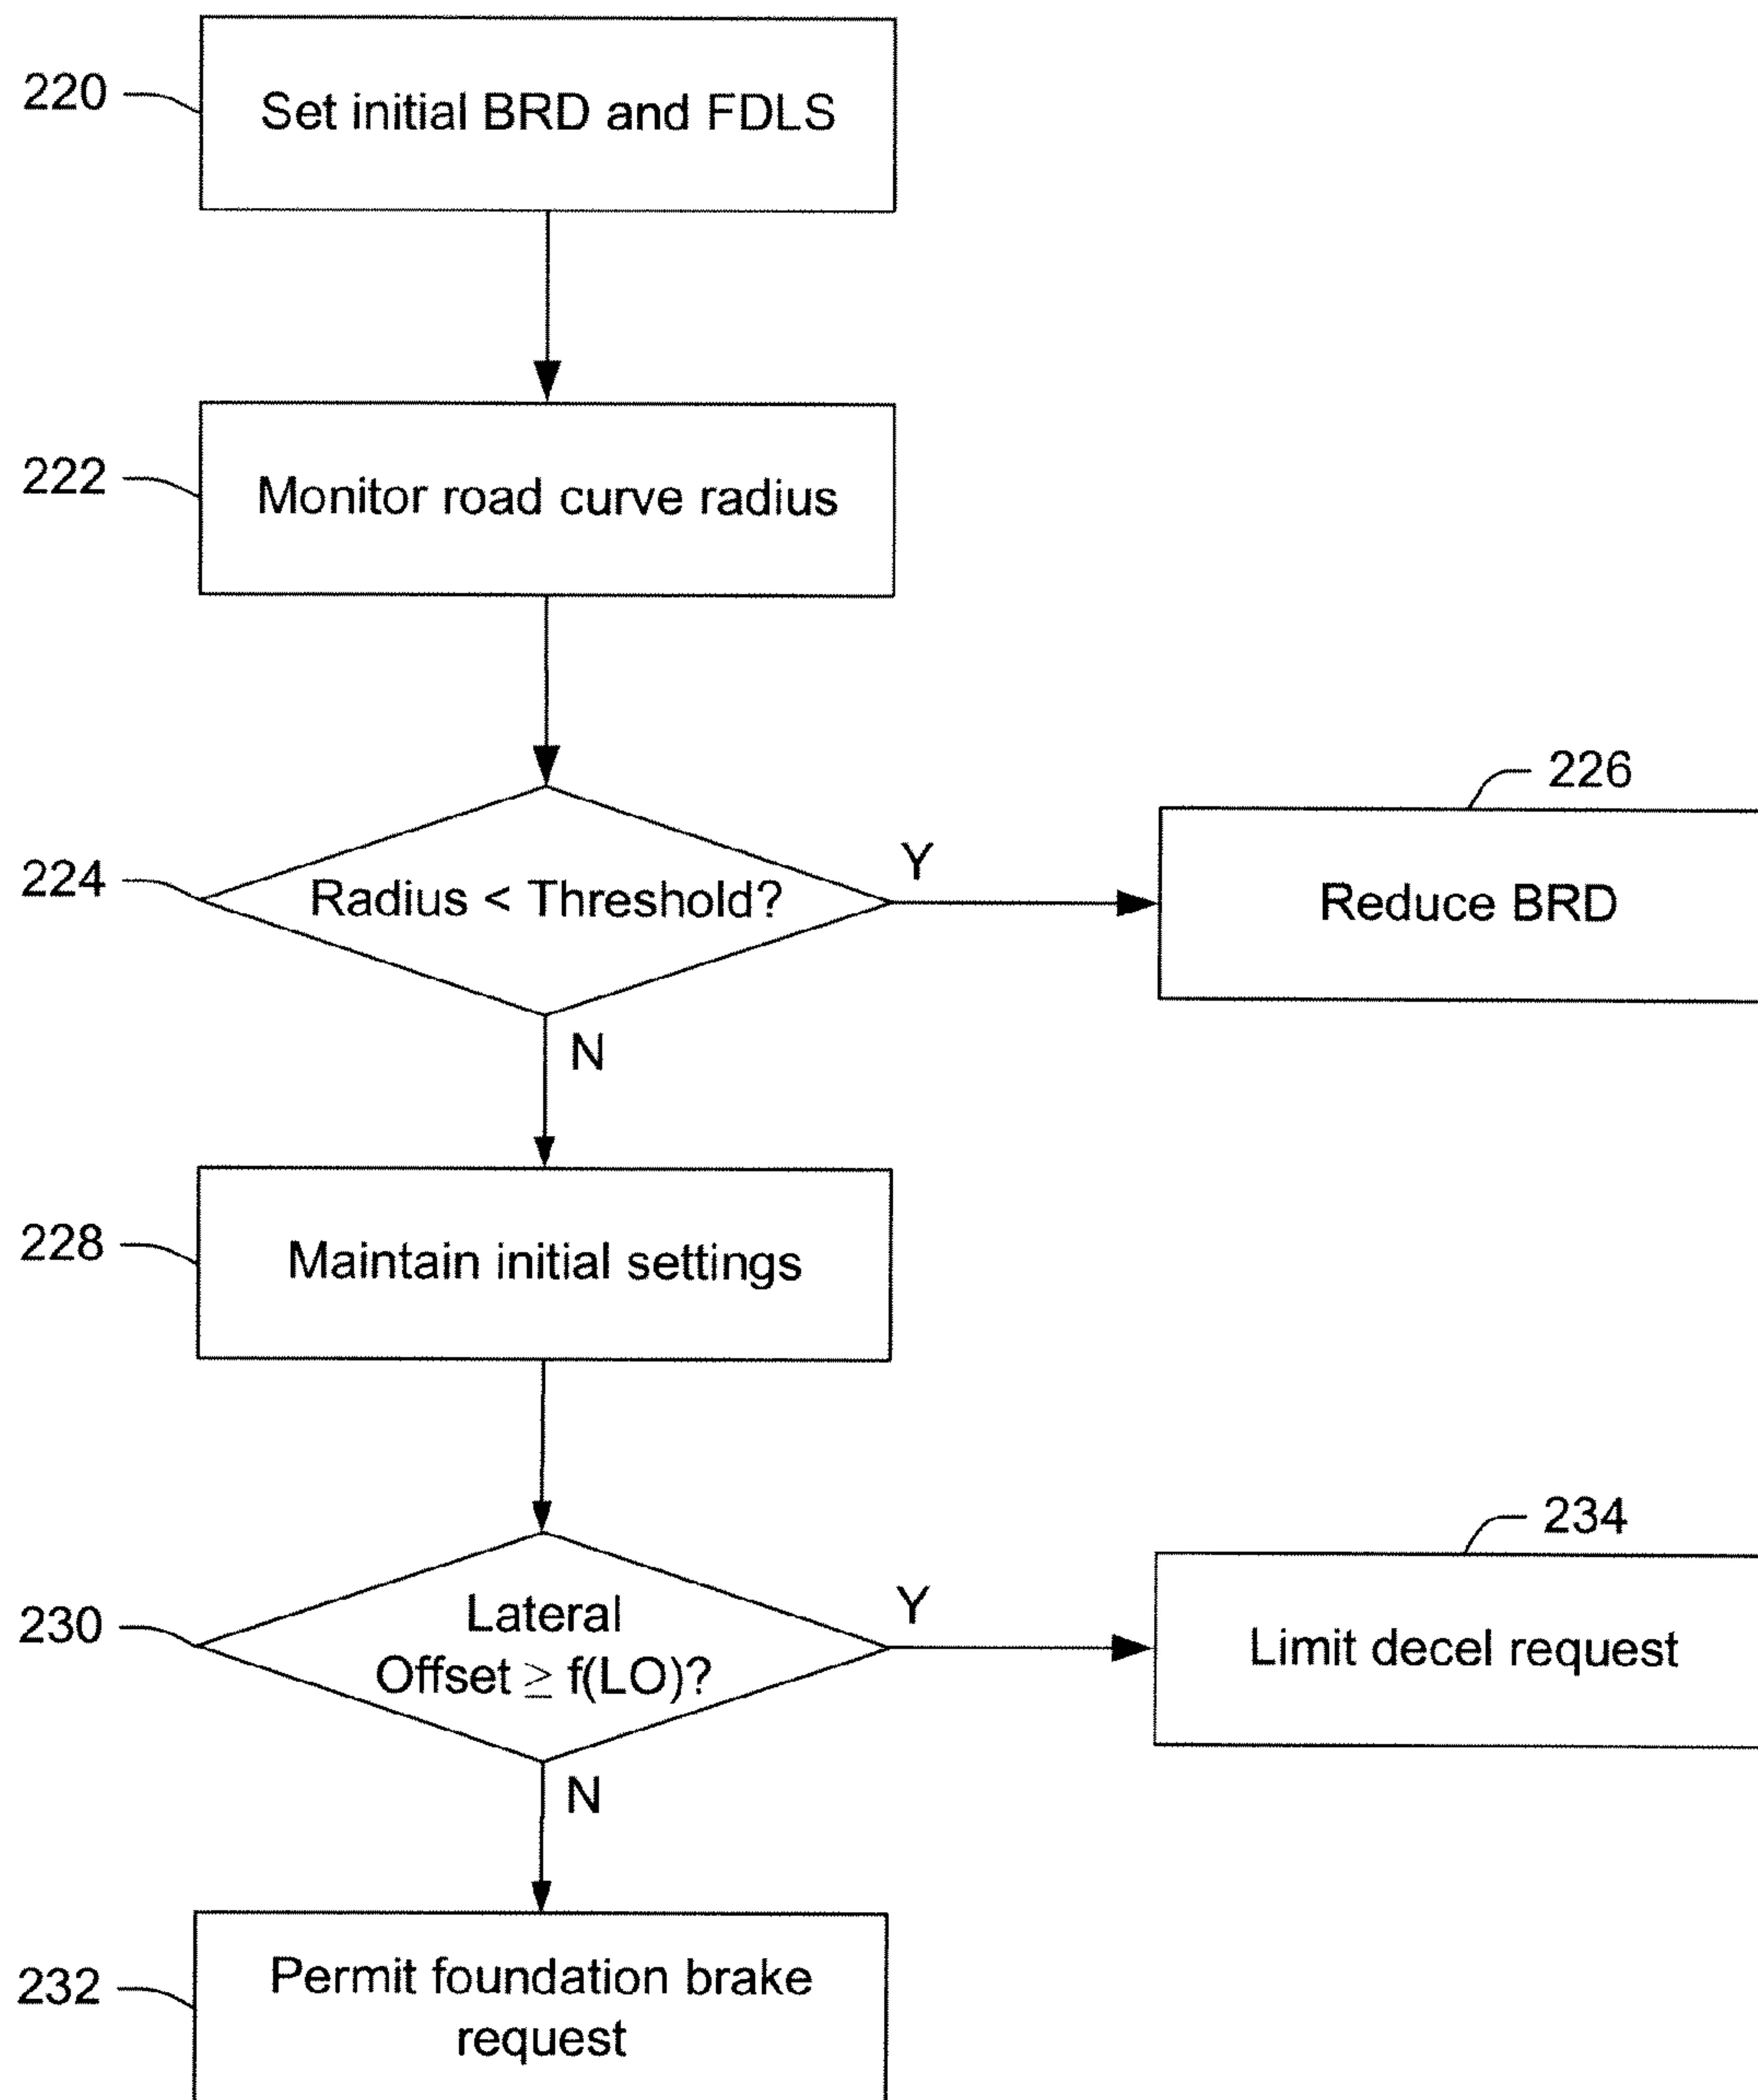 220
Set initial BRD and FDLS
222
Monitor road curve radius
224
Radius < Threshold?
Y
226
Reduce BRD
N
228
Maintain initial settings
230
Lateral
Offset ≥ f(LO)?
Y
234
Limit decel request
N
232
Permit foundation brake
request